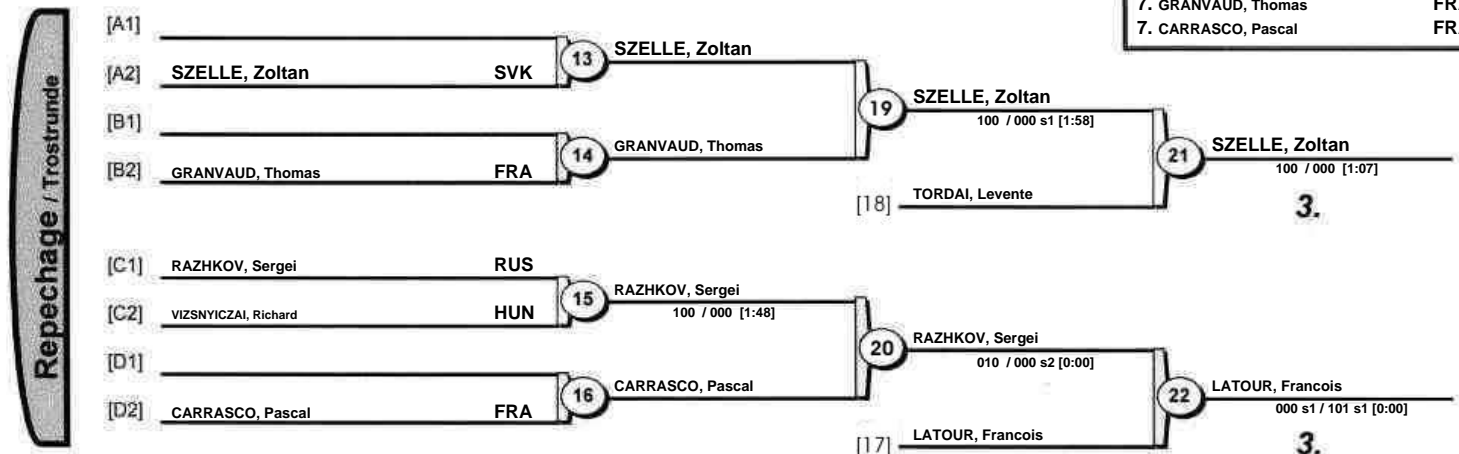 7. GRANVAUD, Thomas
7. CARRASCO, Pascal
Repechage / Trostrunde
[A1]
[A2] SZELLE, Zoltan SVK
13 SZELLE, Zoltan
[B1]
[B2] GRANVAUD, Thomas FRA
14 GRANVAUD, Thomas
19 SZELLE, Zoltan
100 / 000 s1 [1:58]
[18] TORDAI, Levente
21 SZELLE, Zoltan
100 / 000 [1:07]
3.
[C1] RAZHKOV, Sergei RUS
[C2] VIZSNYICZAI, Richard HUN
15 RAZHKOV, Sergei
100 / 000 [1:48]
[D1]
[D2] CARRASCO, Pascal FRA
16 CARRASCO, Pascal
20 RAZHKOV, Sergei
010 / 000 s2 [0:00]
[17] LATOUR, Francois
22 LATOUR, Francois
000 s1 / 101 s1 [0:00]
3.